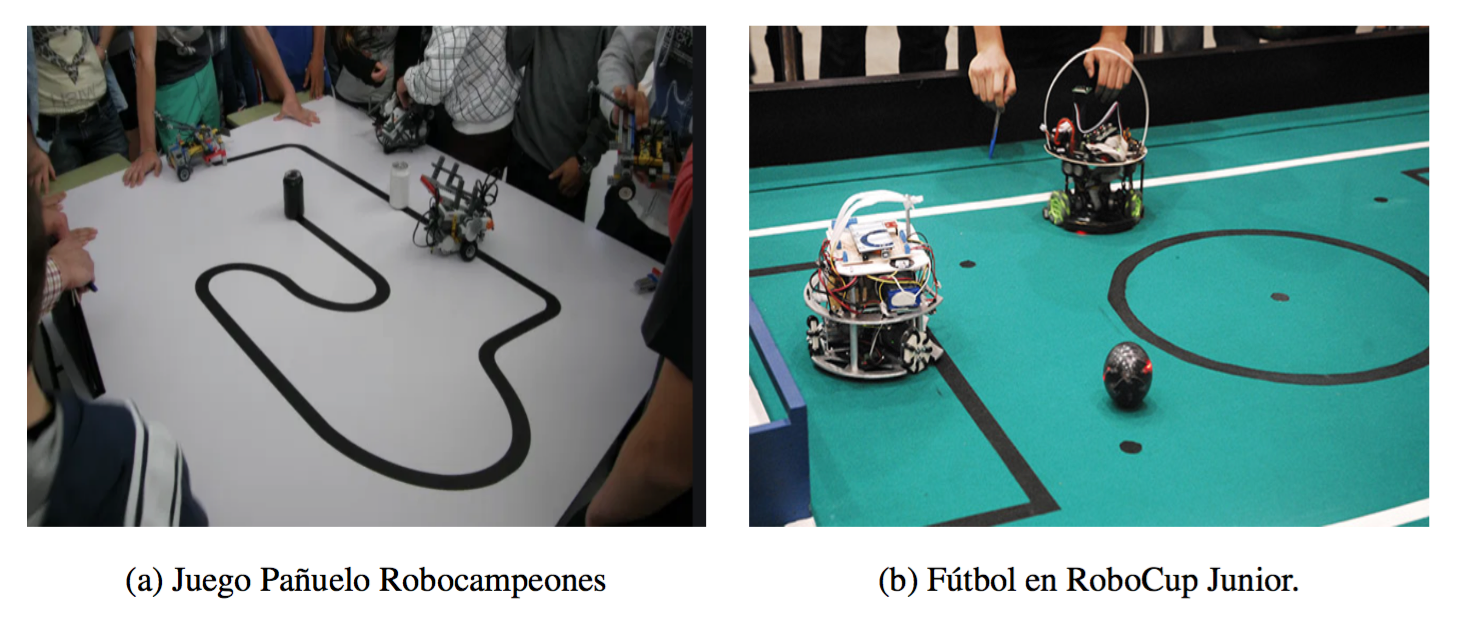 (a) Juego Pañuelo Robocampeones
(b) Fútbol en RoboCup Junior.